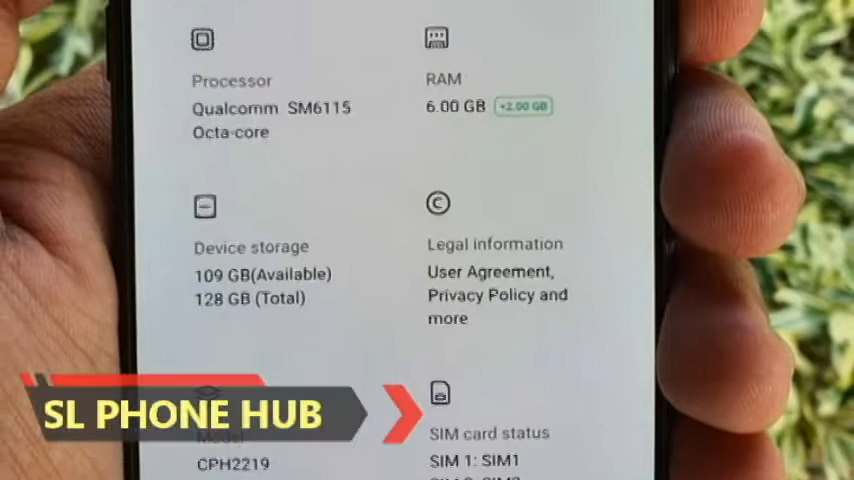 Processor
RAM
Qualcomm SM6115
Octa-core
6.00 GB +2.00 GB
Device storage
Legal information
109 GB(Available)
128 GB (Total)
User Agreement,
Privacy Policy and
more
SL PHONE HUB
Model
CPH2219
SIM card status
SIM 1: SIM1